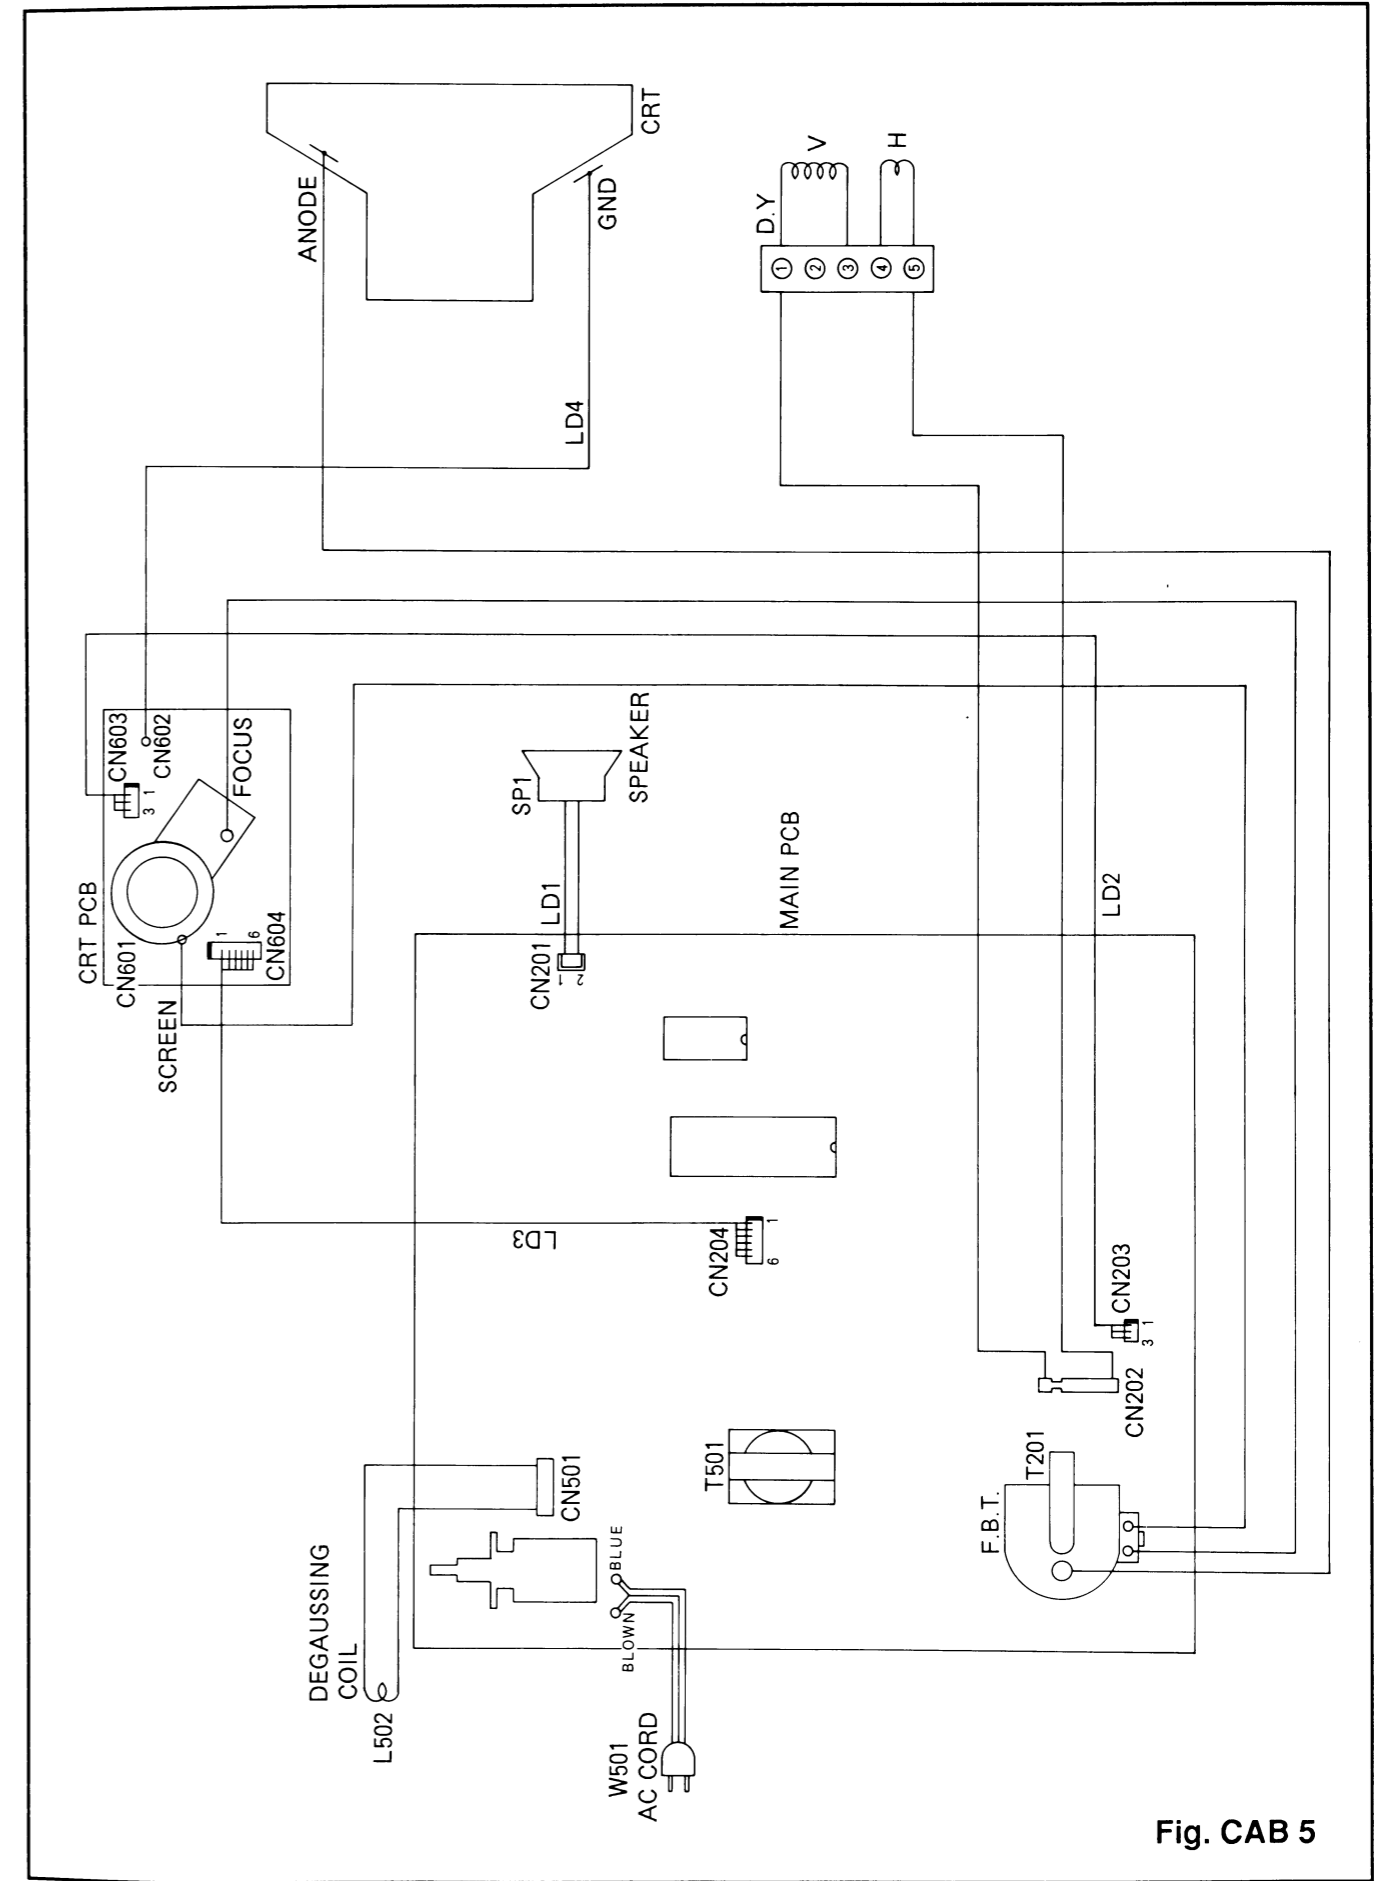 CRT
ANODE
GND
LD4
D.Y
V
H
1
2
3
4
5
CRT PCB
CN603
CN602
1
3
FOCUS
CN601
1
6
CN604
SCREEN
SP1
SPEAKER
LD1
CN201
1
2
MAIN PCB
LD2
LD3
CN204
1
6
CN203
1
3
CN202
T201
F.B.T.
T501
CN501
DEGAUSSING
COIL
L502
BLUE
BLOWN
W501
AC CORD
Fig. CAB 5